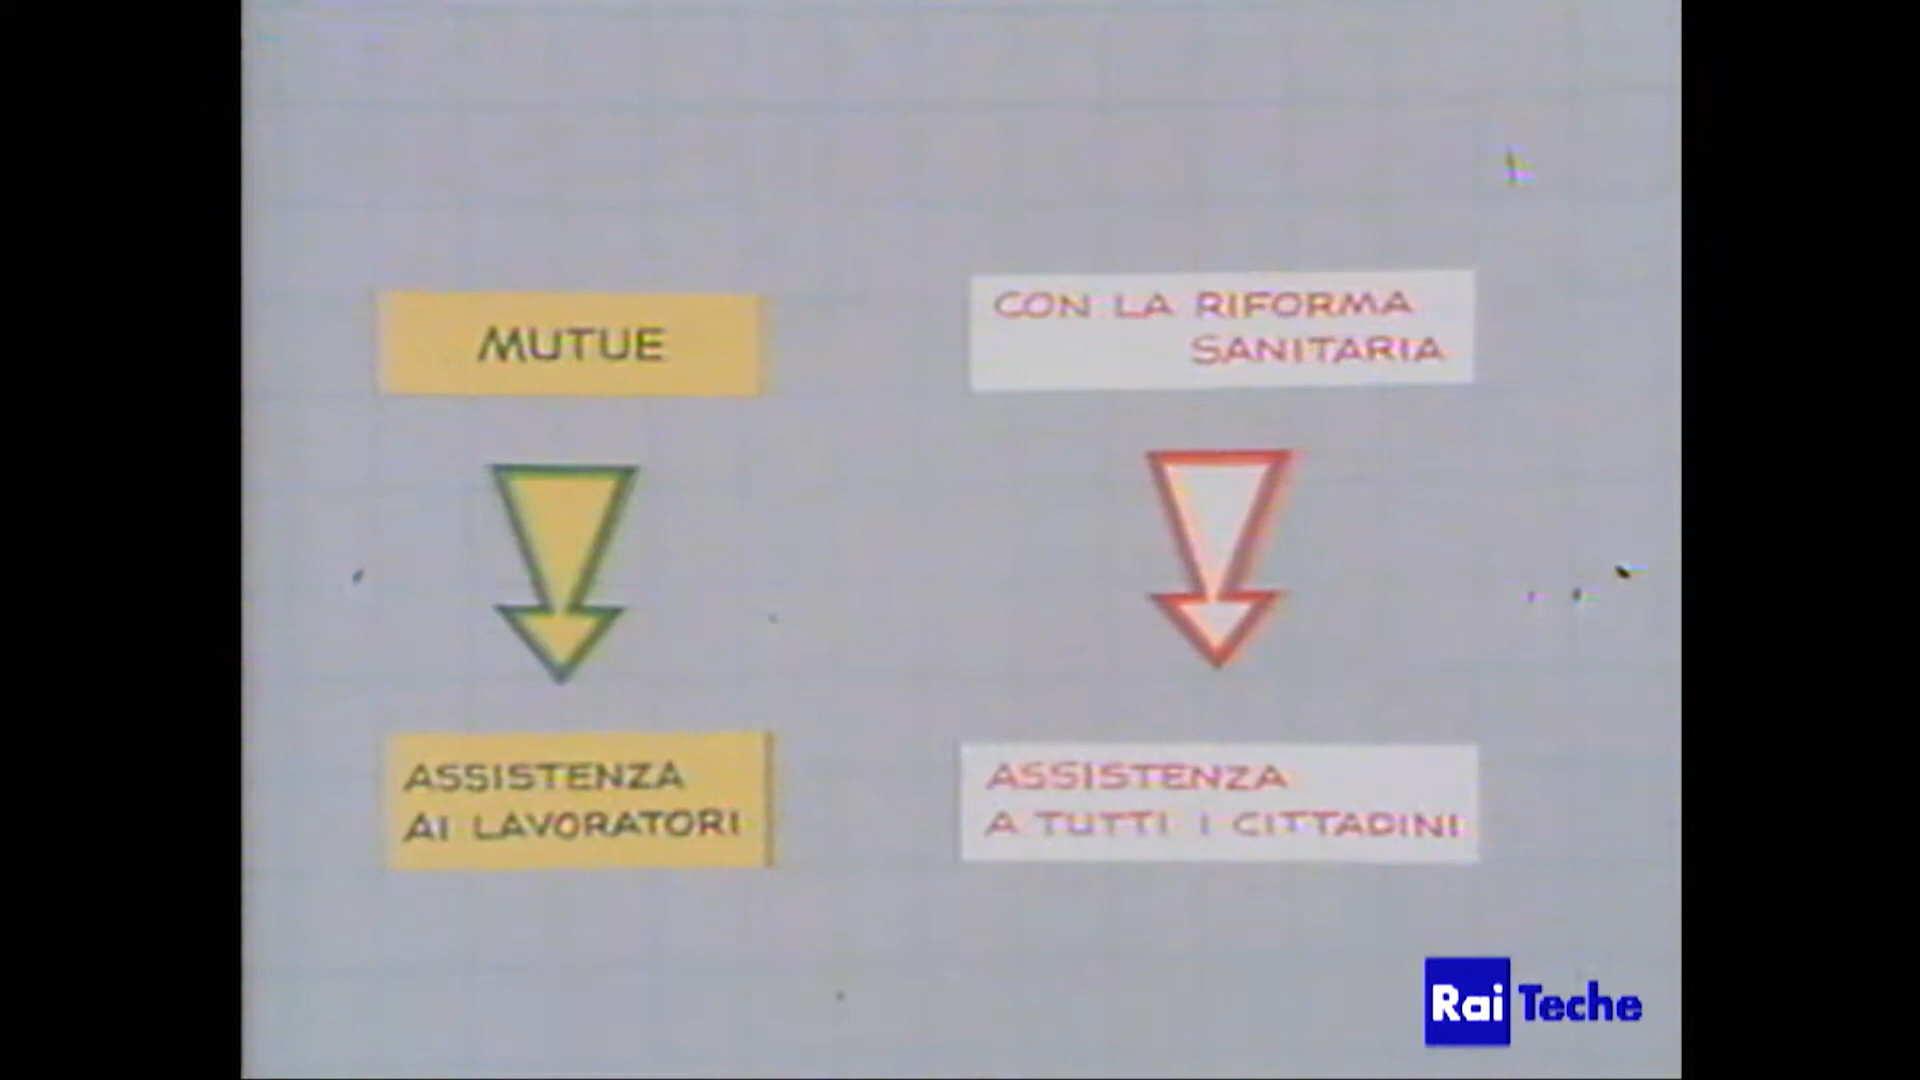 MUTUE
ASSISTENZA
AI LAVORATORI
CON LA RIFORMA
SANITARIA
ASSISTENZA
A TUTTI I CITTADINI
Rai Teche